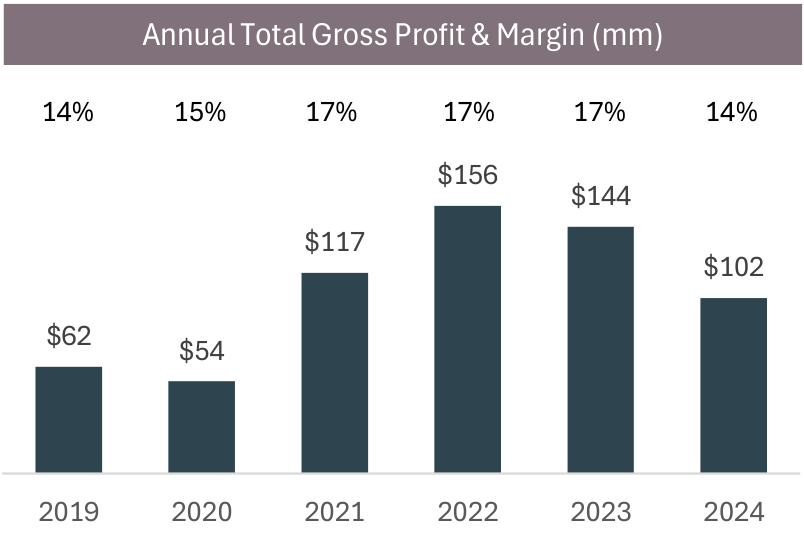 Annual Total Gross Profit & Margin (mm)
14% 15% 17% 17% 17% 14%
$62 $54 $117 $156 $144 $102
2019 2020 2021 2022 2023 2024